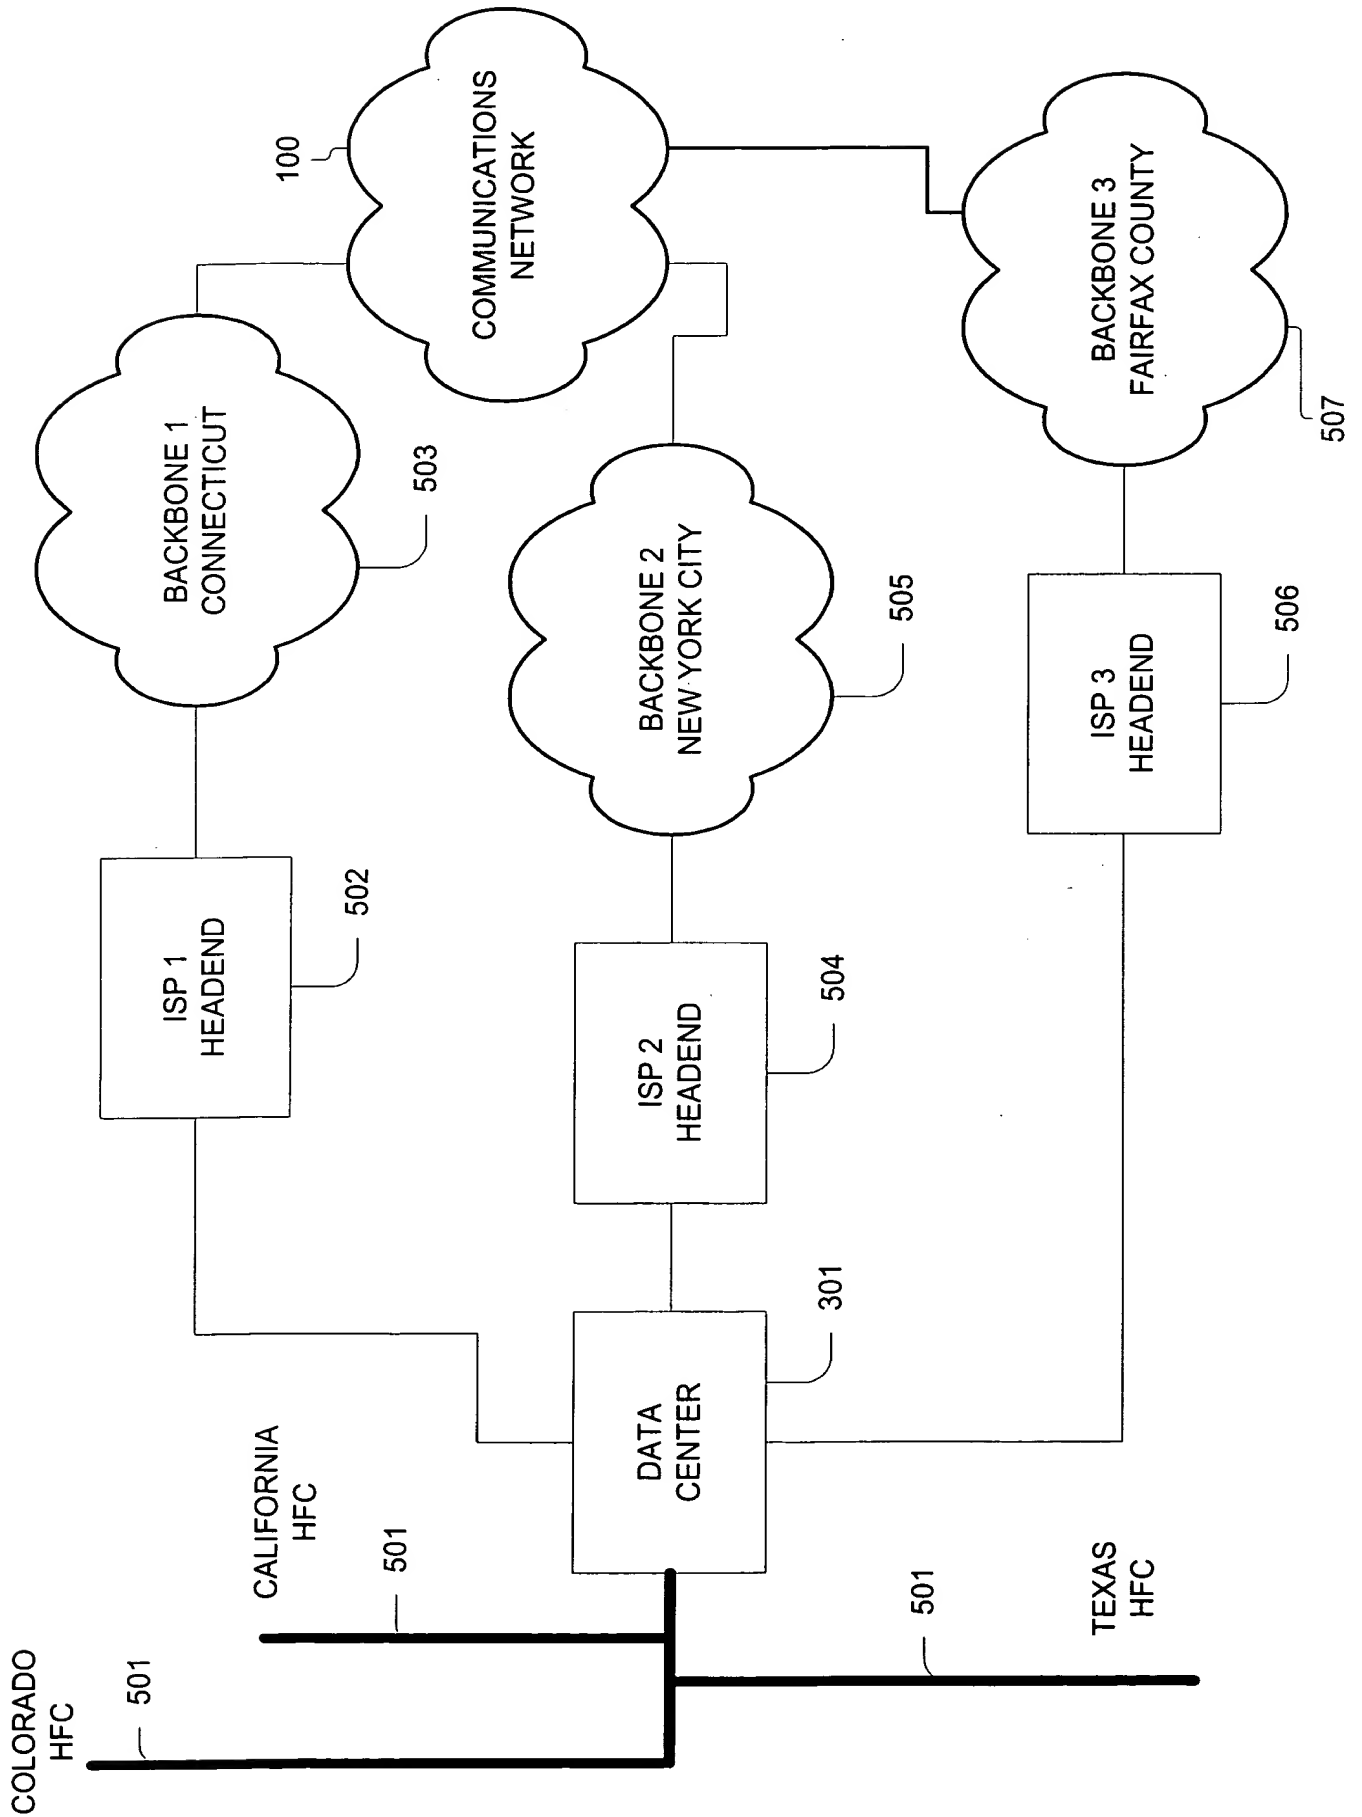 COLORADO
HFC
501
CALIFORNIA
HFC
501
TEXAS
HFC
501
DATA
CENTER
301
ISP 1
HEADEND
502
BACKBONE 1
CONNECTICUT
503
ISP 2
HEADEND
504
BACKBONE 2
NEW YORK CITY
505
ISP 3
HEADEND
506
BACKBONE 3
FAIRFAX COUNTY
507
COMMUNICATIONS
NETWORK
100